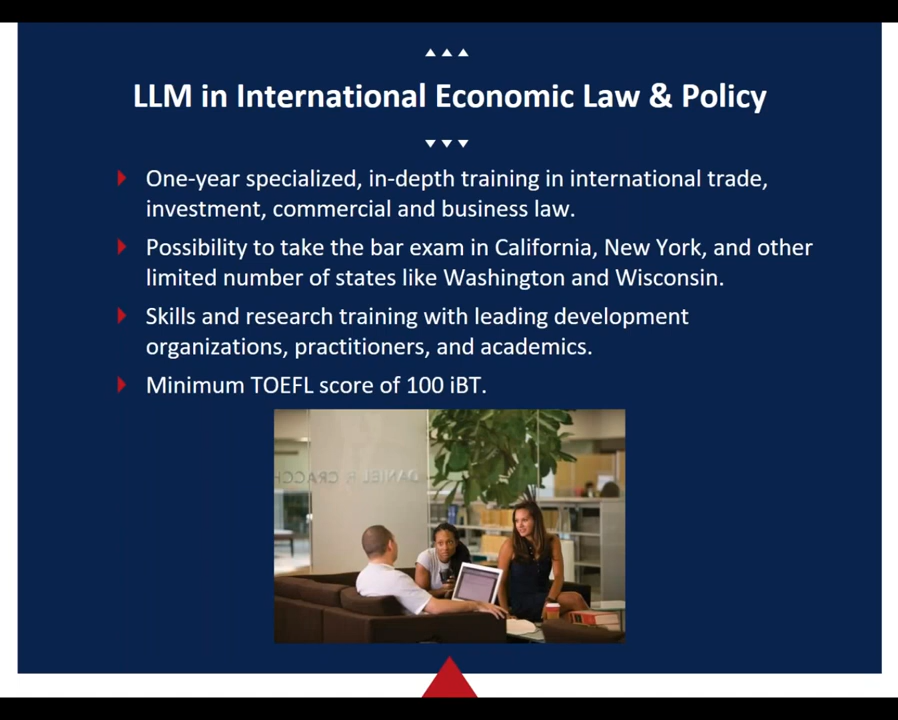 LLM in International Economic Law & Policy
One-year specialized, in-depth training in international trade,
investment, commercial and business law.
Possibility to take the bar exam in California, New York, and other
limited number of states like Washington and Wisconsin.
Skills and research training with leading development
organizations, practitioners, and academics.
Minimum TOEFL score of 100 iBT.
DANIEL R CRACCH